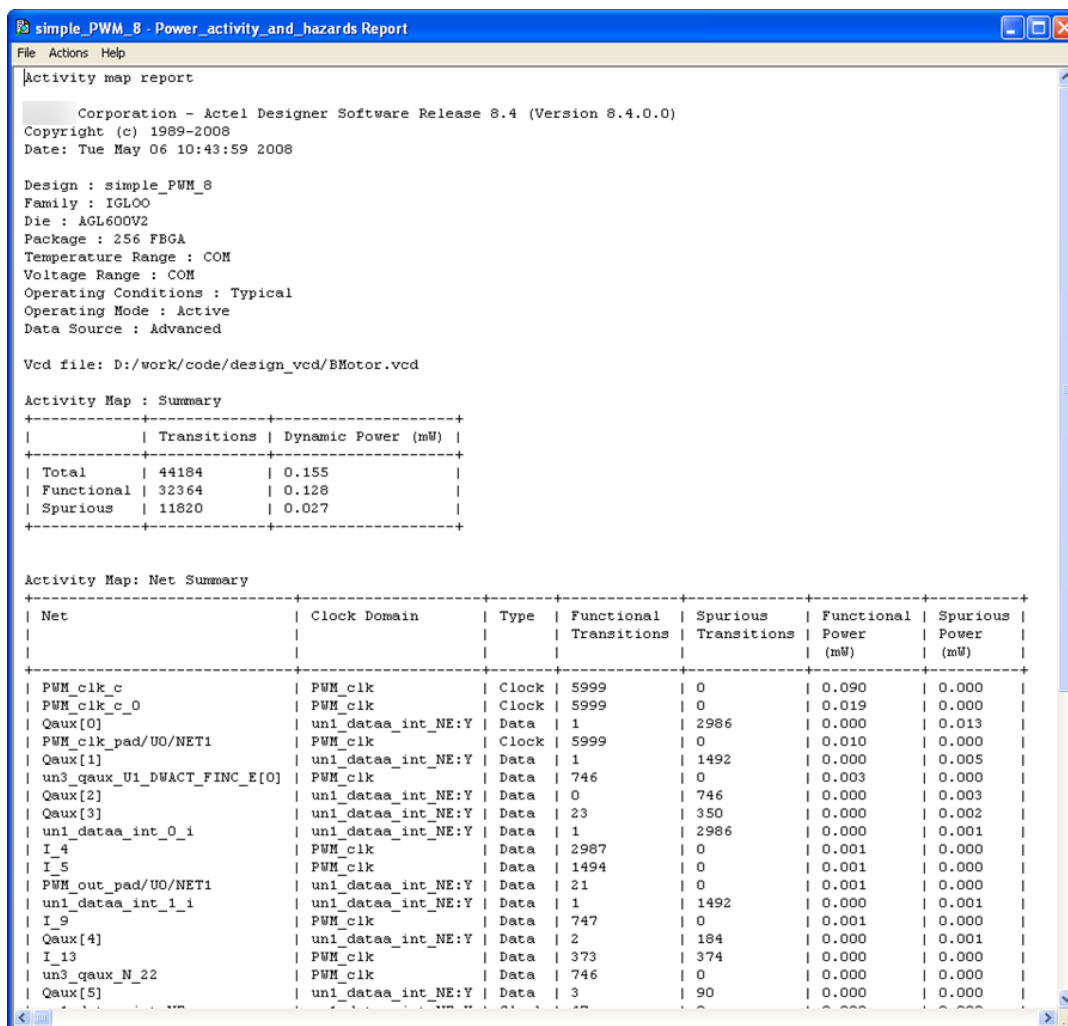 simple_PWM_8 - Power_activity_and_hazards Report
File Actions Help
Activity map report
Corporation - Actel Designer Software Release 8.4 (Version 8.4.0.0)
Copyright (c) 1989-2008
Date: Tue May 06 10:43:59 2008
Design : simple_PWM_8
Family : IGLOO
Die : AGL600V2
Package : 256 FBGA
Temperature Range : COM
Voltage Range : COM
Operating Conditions : Typical
Operating Mode : Active
Data Source : Advanced
Vcd file: D:/work/code/design_vcd/BMotor.vcd
Activity Map : Summary
+------------+-------------+--------------------+
| | Transitions | Dynamic Power (mW) |
+------------+-------------+--------------------+
| Total | 44184 | 0.155 |
| Functional | 32364 | 0.128 |
| Spurious | 11820 | 0.027 |
+------------+-------------+--------------------+
Activity Map: Net Summary
+----------------------------+--------------------+-------+-------------+-------------+------------+----------+
| Net | Clock Domain | Type | Functional | Spurious | Functional | Spurious |
| | | | Transitions | Transitions | Power | Power |
| | | | | | (mW) | (mW) |
+----------------------------+--------------------+-------+-------------+-------------+------------+----------+
| PWM_clk_c | PWM_clk | Clock | 5999 | 0 | 0.090 | 0.000 |
| PWM_clk_c_0 | PWM_clk | Clock | 5999 | 0 | 0.019 | 0.000 |
| Qaux[0] | un1_dataa_int_NE:Y | Data | 1 | 2986 | 0.000 | 0.013 |
| PWM_clk_pad/U0/NET1 | PWM_clk | Clock | 5999 | 0 | 0.010 | 0.000 |
| Qaux[1] | un1_dataa_int_NE:Y | Data | 1 | 1492 | 0.000 | 0.005 |
| un3_qaux_U1_DWACT_FINC_E[0] | PWM_clk | Data | 746 | 0 | 0.003 | 0.000 |
| Qaux[2] | un1_dataa_int_NE:Y | Data | 0 | 746 | 0.000 | 0.003 |
| Qaux[3] | un1_dataa_int_NE:Y | Data | 23 | 350 | 0.000 | 0.002 |
| un1_dataa_int_0_i | un1_dataa_int_NE:Y | Data | 1 | 2986 | 0.000 | 0.001 |
| I_4 | PWM_clk | Data | 2987 | 0 | 0.001 | 0.000 |
| I_5 | PWM_clk | Data | 1494 | 0 | 0.001 | 0.000 |
| PWM_out_pad/U0/NET1 | un1_dataa_int_NE:Y | Data | 21 | 0 | 0.001 | 0.000 |
| un1_dataa_int_1_i | un1_dataa_int_NE:Y | Data | 1 | 1492 | 0.000 | 0.001 |
| I_9 | PWM_clk | Data | 747 | 0 | 0.001 | 0.000 |
| Qaux[4] | un1_dataa_int_NE:Y | Data | 2 | 184 | 0.000 | 0.001 |
| I_13 | PWM_clk | Data | 373 | 374 | 0.000 | 0.000 |
| un3_qaux_N_22 | PWM_clk | Data | 746 | 0 | 0.000 | 0.000 |
| Qaux[5] | un1_dataa_int_NE:Y | Data | 3 | 90 | 0.000 | 0.000 |